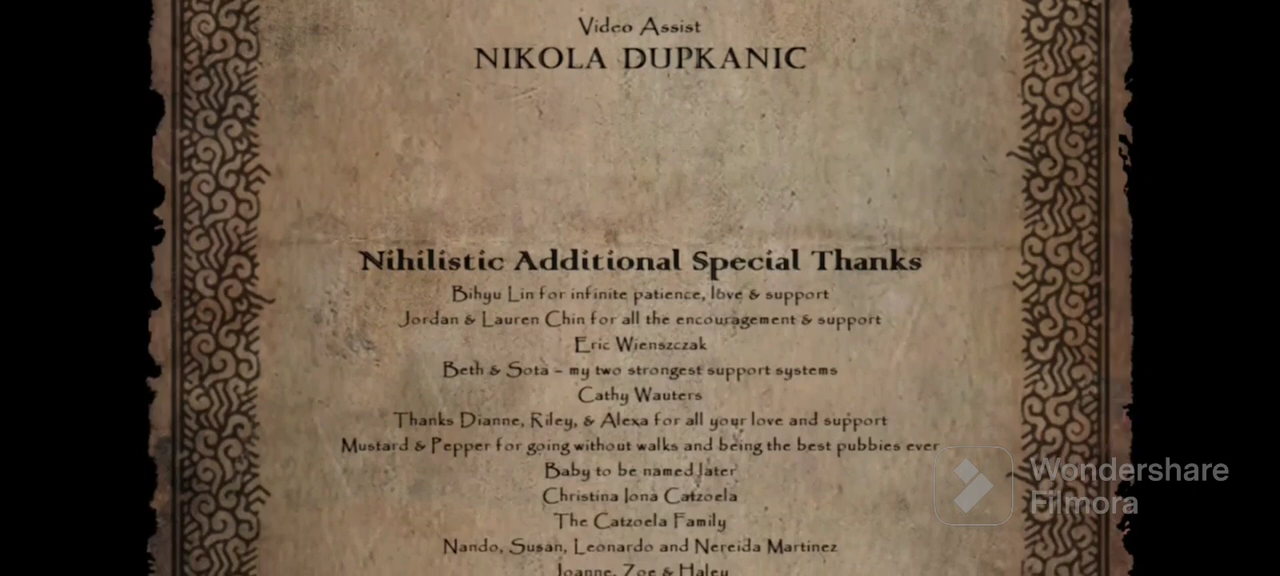 Video Assist
NIKOLA DUPKANIC
Nihilistic Additional Special Thanks
Bihyu Lin for infinite patience, love & support
Jordan & Lauren Chin for all the encouragement & support
Eric Wienszczak
Beth & Sota - my two strongest support systems
Cathy Wauters
Thanks Dianne, Riley, & Alexa for all your love and support
Mustard & Pepper for going without walks and being the best pubbies ever
Baby to be named later
Christina Iona Catzoela
The Catzoela Family
Nando, Susan, Leonardo and Nereida Martinez
Joanne, Zoe & Haley
Wondershare
Filmora